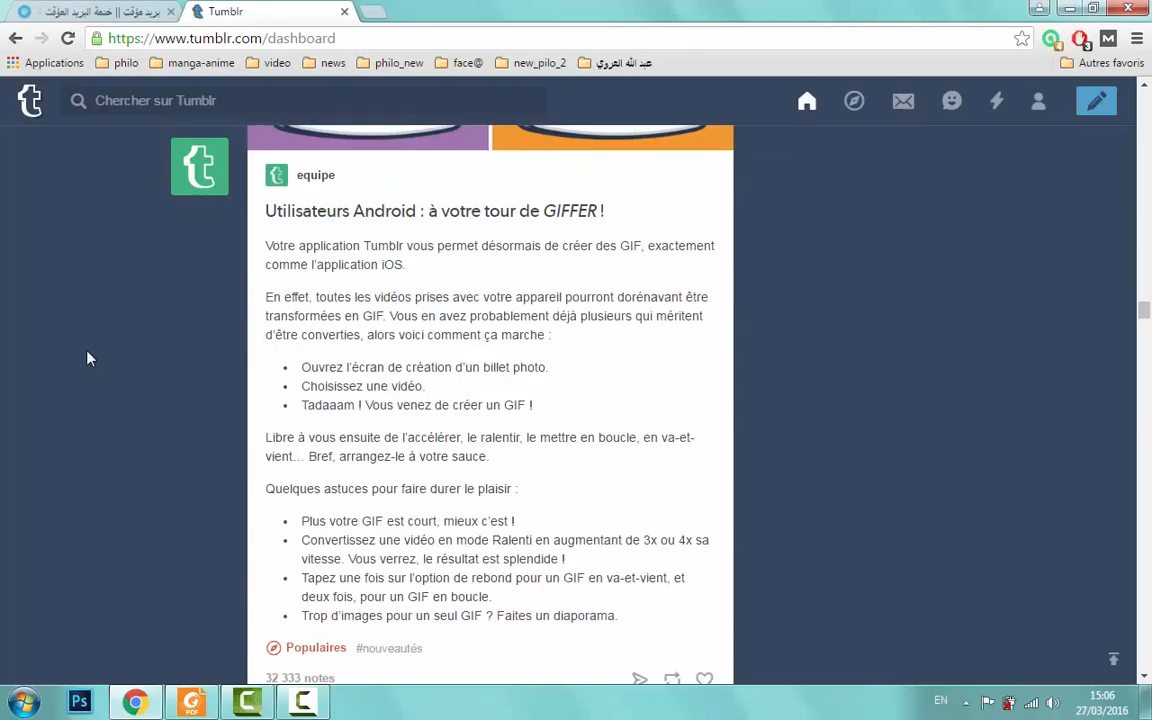 بريد مؤقت || خدمة البريد المؤقت
Tumblr
https://www.tumblr.com/dashboard
Applications
philo
manga-anime
video
news
philo_new
face@
new_pilo_2
عبد الله العروي
Autres favoris
Chercher sur Tumblr
equipe
Utilisateurs Android : à votre tour de GIFFER !
Votre application Tumblr vous permet désormais de créer des GIF, exactement
comme l'application iOS.
En effet, toutes les vidéos prises avec votre appareil pourront dorénavant être
transformées en GIF. Vous en avez probablement déjà plusieurs qui méritent
d'être converties, alors voici comment ça marche :
• Ouvrez l'écran de création d'un billet photo.
• Choisissez une vidéo.
• Tadaaam ! Vous venez de créer un GIF !
Libre à vous ensuite de l'accélérer, le ralentir, le mettre en boucle, en va-et-
vient… Bref, arrangez-le à votre sauce.
Quelques astuces pour faire durer le plaisir :
• Plus votre GIF est court, mieux c'est !
• Convertissez une vidéo en mode Ralenti en augmentant de 3x ou 4x sa
vitesse. Vous verrez, le résultat est splendide !
• Tapez une fois sur l'option de rebond pour un GIF en va-et-vient, et
deux fois, pour un GIF en boucle.
• Trop d'images pour un seul GIF ? Faites un diaporama.
Populaires #nouveautés
32 333 notes
Ps
PDF
EN
15:06
27/03/2016